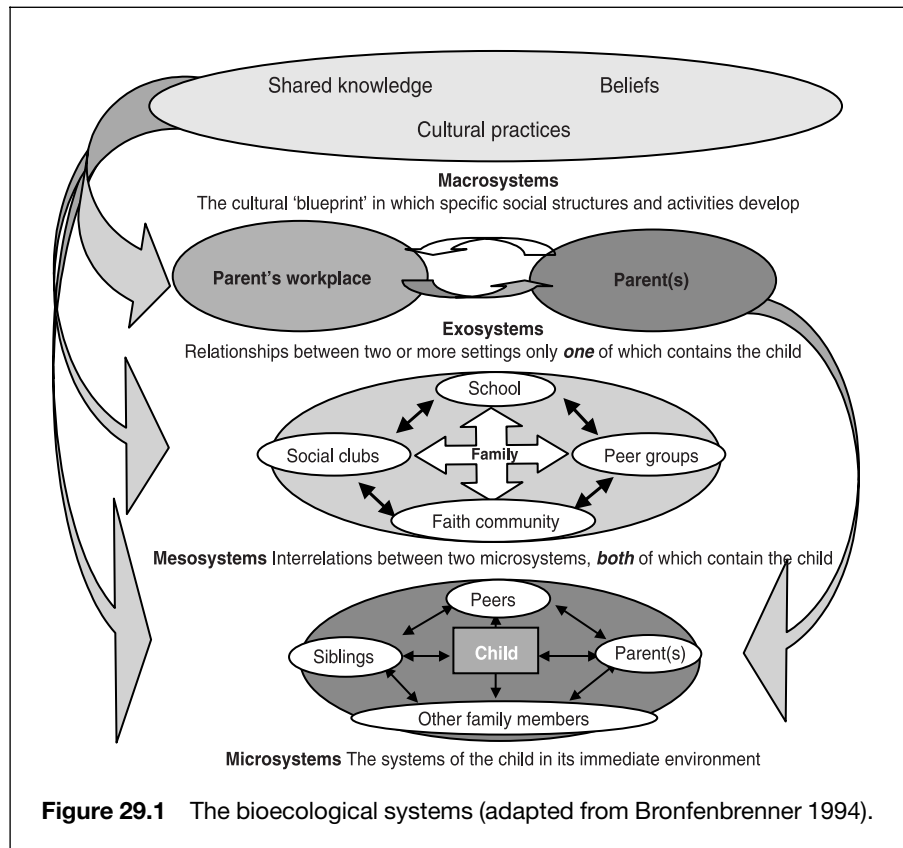 Shared knowledge Beliefs
Cultural practices
Macrosystems
The cultural ‘blueprint’ in which specific social structures and activities develop
Parent’s workplace Parent(s)
Exosystems
Relationships between two or more settings only one of which contains the child
School
Social clubs Family Peer groups
Faith community
Mesosystems Interrelations between two microsystems, both of which contain the child
Peers
Siblings Child Parent(s)
Other family members
Microsystems The systems of the child in its immediate environment
Figure 29.1 The bioecological systems (adapted from Bronfenbrenner 1994).